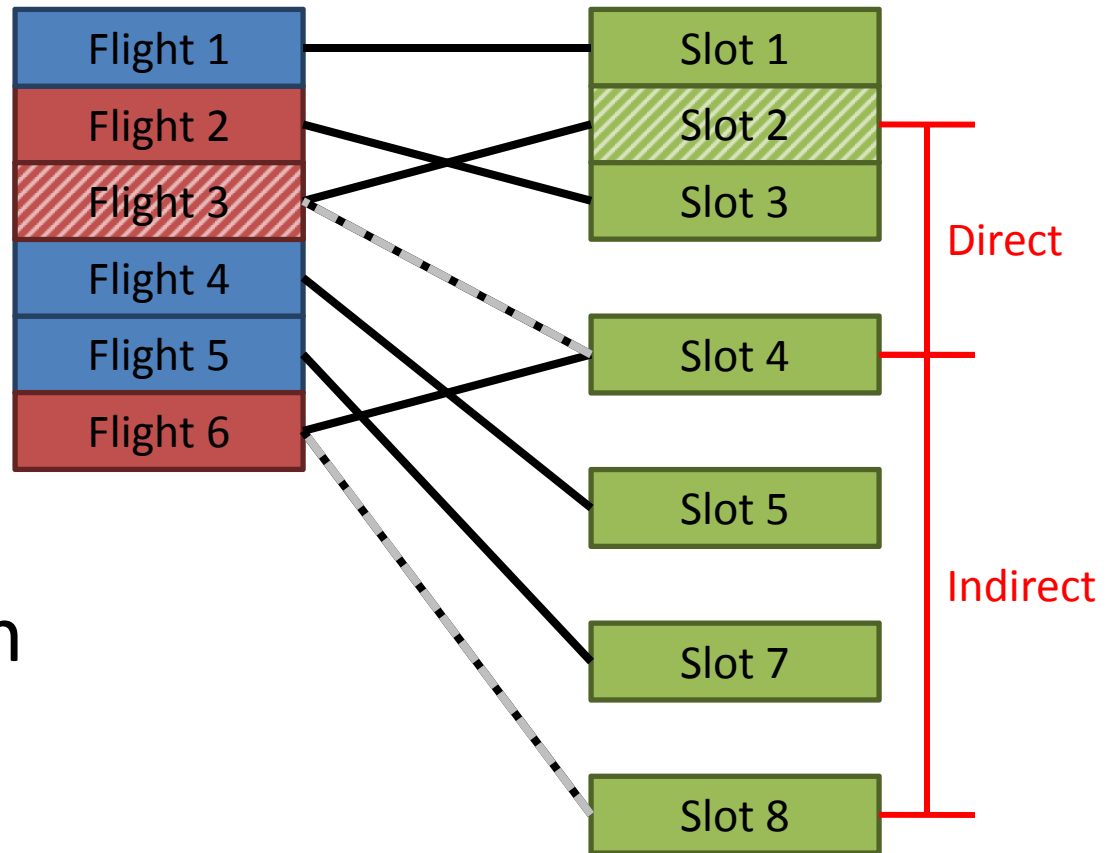 Flight 1
Flight 2
Flight 3
Flight 4
Flight 5
Flight 6
n
Slot 1
Slot 2
Slot 3
Slot 4
Slot 5
Slot 7
Slot 8
Direct
Indirect